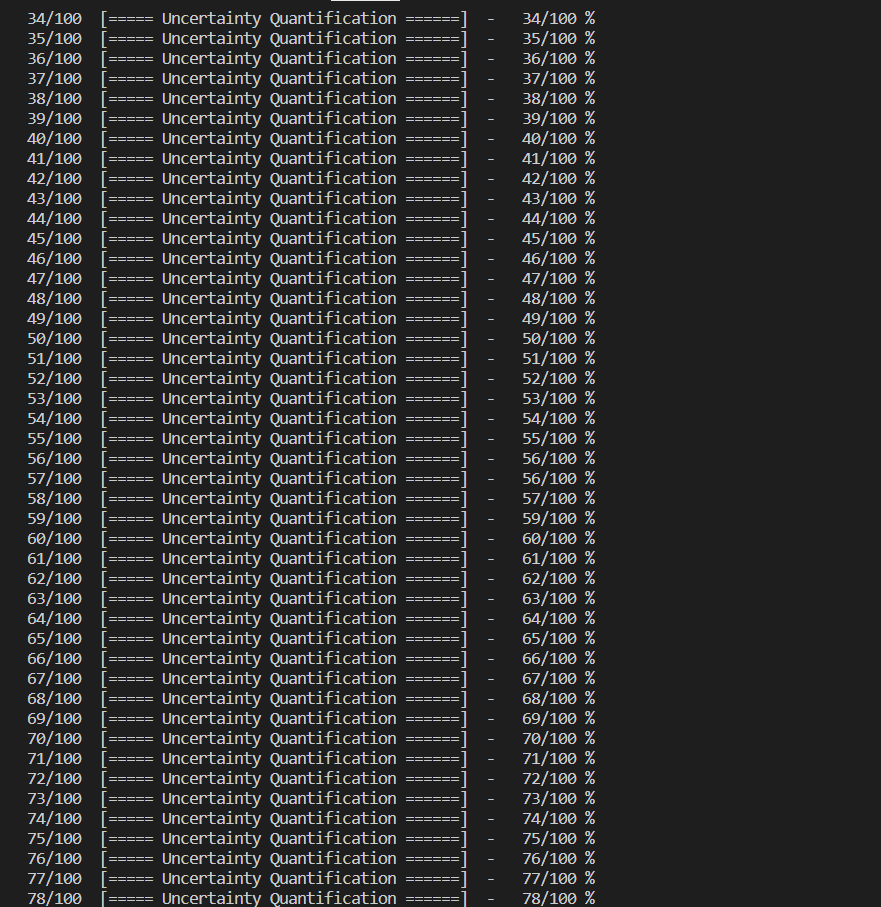 34/100 [===== Uncertainty Quantification ======] - 34/100 %
35/100 [===== Uncertainty Quantification ======] - 35/100 %
36/100 [===== Uncertainty Quantification ======] - 36/100 %
37/100 [===== Uncertainty Quantification ======] - 37/100 %
38/100 [===== Uncertainty Quantification ======] - 38/100 %
39/100 [===== Uncertainty Quantification ======] - 39/100 %
40/100 [===== Uncertainty Quantification ======] - 40/100 %
41/100 [===== Uncertainty Quantification ======] - 41/100 %
42/100 [===== Uncertainty Quantification ======] - 42/100 %
43/100 [===== Uncertainty Quantification ======] - 43/100 %
44/100 [===== Uncertainty Quantification ======] - 44/100 %
45/100 [===== Uncertainty Quantification ======] - 45/100 %
46/100 [===== Uncertainty Quantification ======] - 46/100 %
47/100 [===== Uncertainty Quantification ======] - 47/100 %
48/100 [===== Uncertainty Quantification ======] - 48/100 %
49/100 [===== Uncertainty Quantification ======] - 49/100 %
50/100 [===== Uncertainty Quantification ======] - 50/100 %
51/100 [===== Uncertainty Quantification ======] - 51/100 %
52/100 [===== Uncertainty Quantification ======] - 52/100 %
53/100 [===== Uncertainty Quantification ======] - 53/100 %
54/100 [===== Uncertainty Quantification ======] - 54/100 %
55/100 [===== Uncertainty Quantification ======] - 55/100 %
56/100 [===== Uncertainty Quantification ======] - 56/100 %
57/100 [===== Uncertainty Quantification ======] - 56/100 %
58/100 [===== Uncertainty Quantification ======] - 57/100 %
59/100 [===== Uncertainty Quantification ======] - 59/100 %
60/100 [===== Uncertainty Quantification ======] - 60/100 %
61/100 [===== Uncertainty Quantification ======] - 61/100 %
62/100 [===== Uncertainty Quantification ======] - 62/100 %
63/100 [===== Uncertainty Quantification ======] - 63/100 %
64/100 [===== Uncertainty Quantification ======] - 64/100 %
65/100 [===== Uncertainty Quantification ======] - 65/100 %
66/100 [===== Uncertainty Quantification ======] - 66/100 %
67/100 [===== Uncertainty Quantification ======] - 67/100 %
68/100 [===== Uncertainty Quantification ======] - 68/100 %
69/100 [===== Uncertainty Quantification ======] - 69/100 %
70/100 [===== Uncertainty Quantification ======] - 70/100 %
71/100 [===== Uncertainty Quantification ======] - 71/100 %
72/100 [===== Uncertainty Quantification ======] - 72/100 %
73/100 [===== Uncertainty Quantification ======] - 73/100 %
74/100 [===== Uncertainty Quantification ======] - 74/100 %
75/100 [===== Uncertainty Quantification ======] - 75/100 %
76/100 [===== Uncertainty Quantification ======] - 76/100 %
77/100 [===== Uncertainty Quantification ======] - 77/100 %
78/100 [===== Uncertainty Quantification ======] - 78/100 %